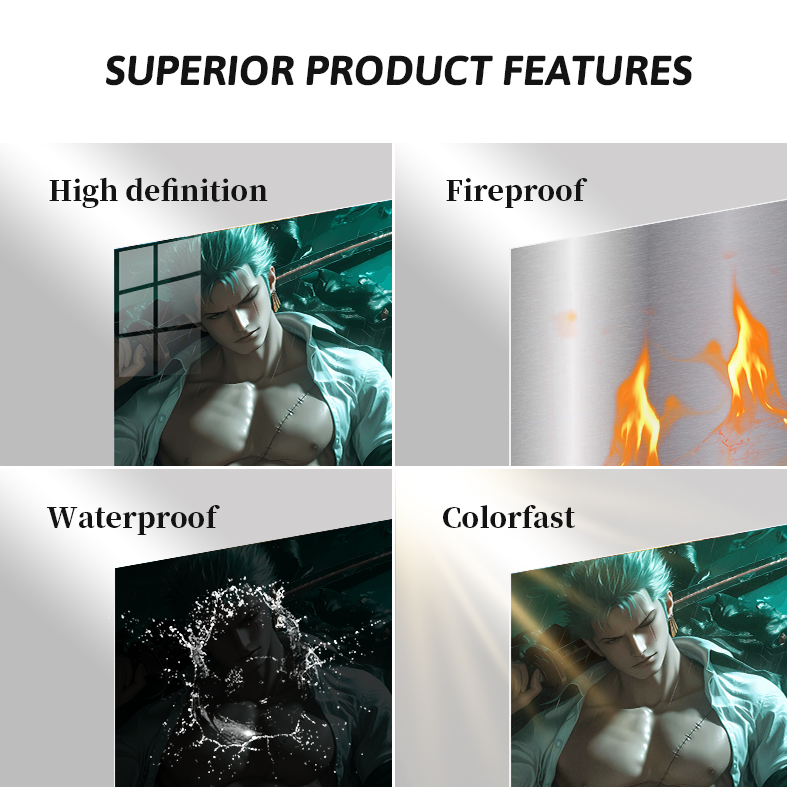 SUPERIOR PRODUCT FEATURES
High definition
Fireproof
Waterproof
Colorfast